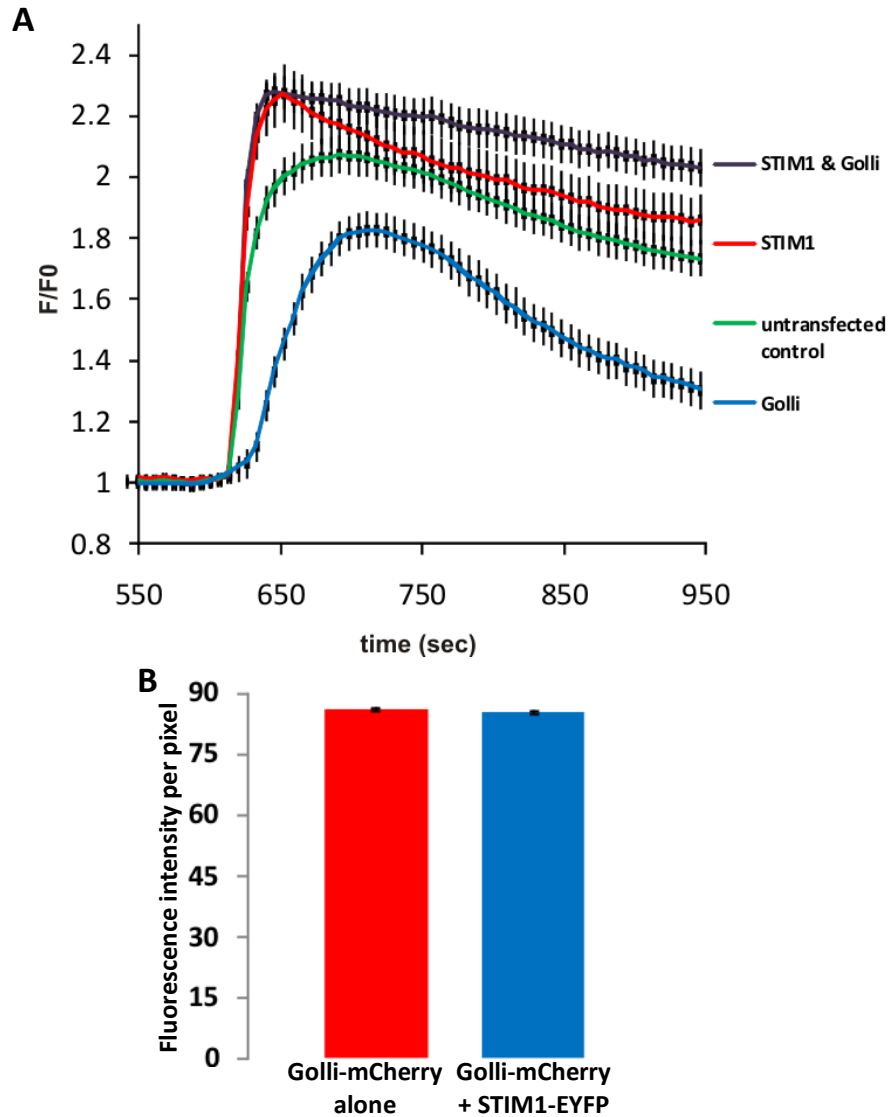 A
F/F0
2.4
2.2
2
1.8
1.6
1.4
1.2
1
0.8
550 650 750 850 950
time (sec)
STIM1 & Golli
STIM1
untransfected
control
Golli
B
Fluorescence intensity per pixel
90
75
60
45
30
15
0
Golli-mCherry
alone
Golli-mCherry
+ STIM1-EYFP